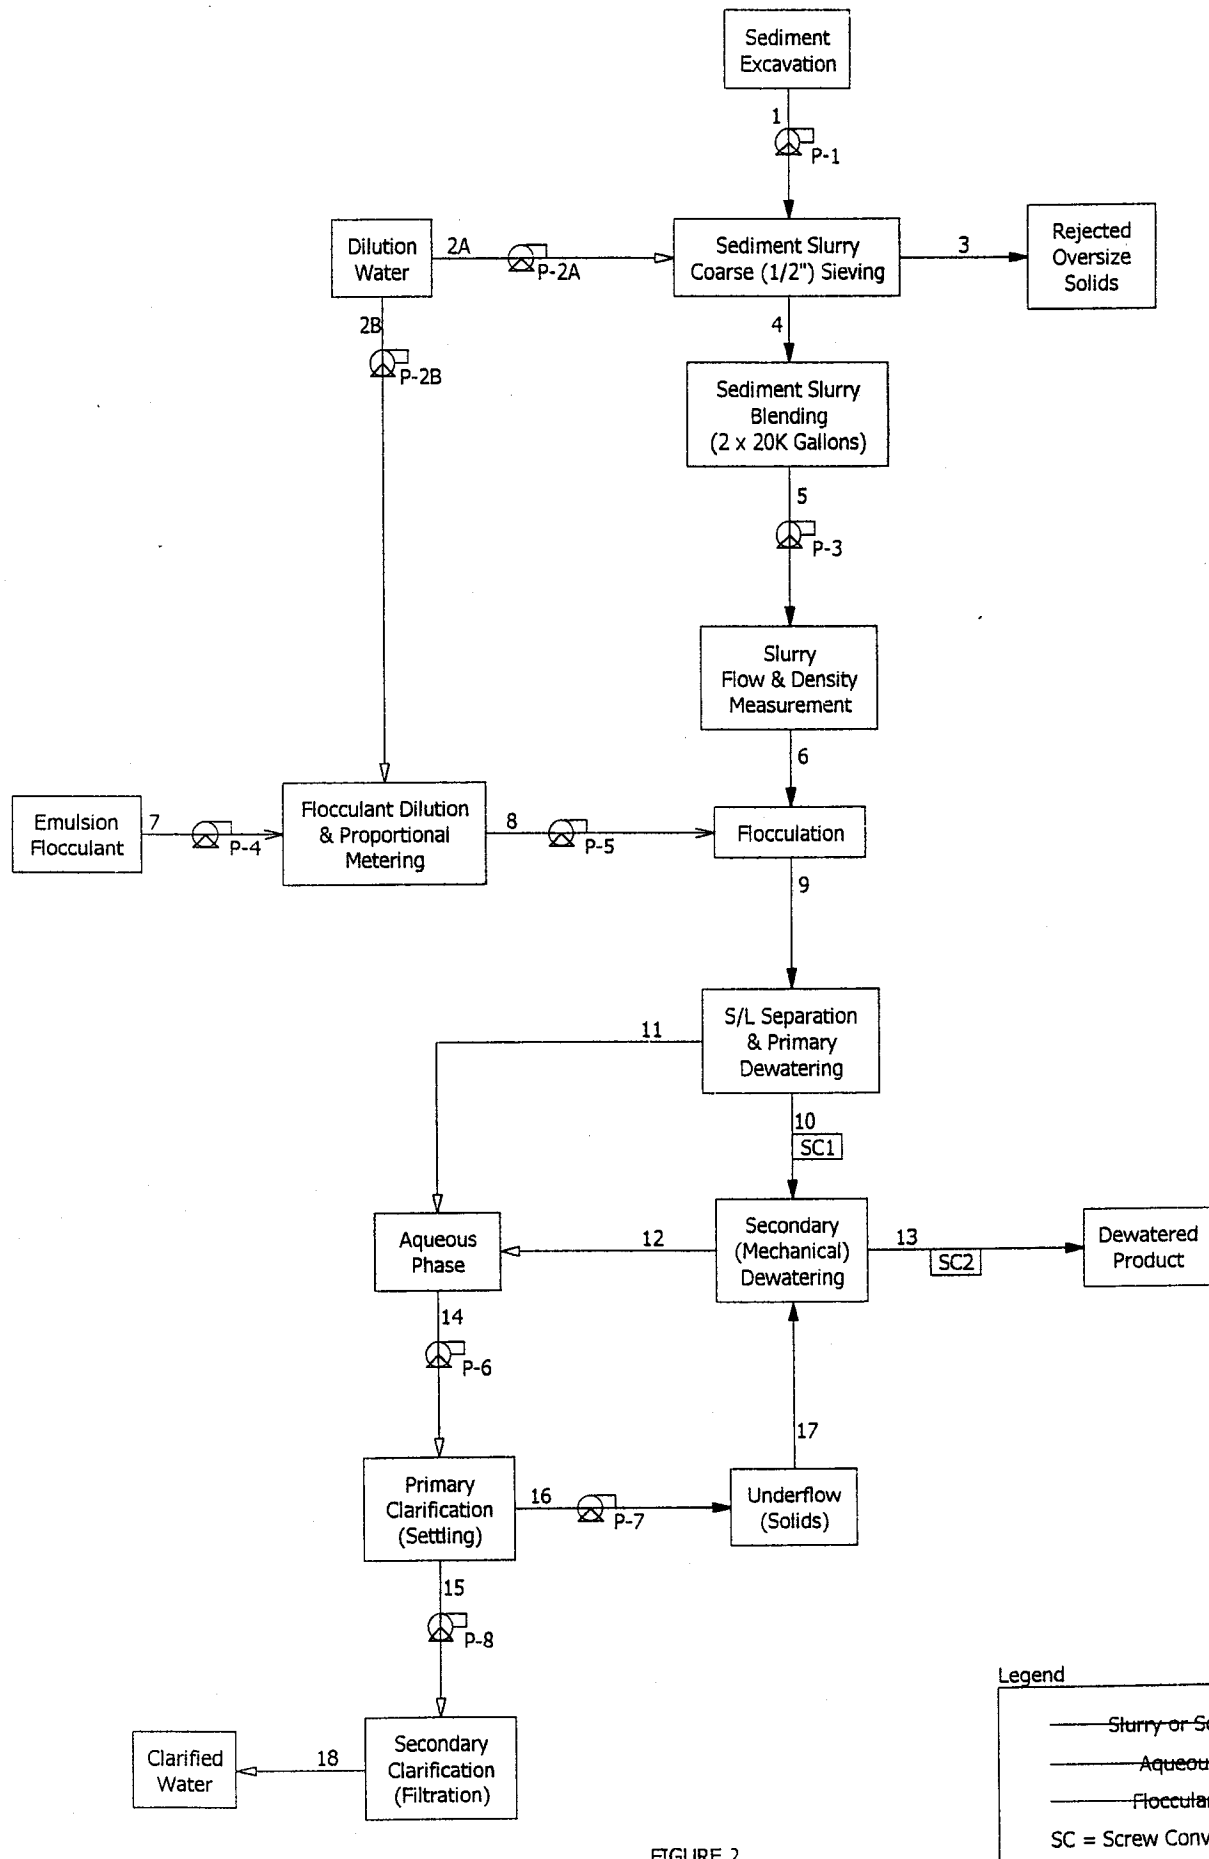 Sediment
Excavation
1
P-1
Dilution
Water
2A
P-2A
Sediment Slurry
Coarse (1/2") Sieving
3
Rejected
Oversize
Solids
2B
P-2B
4
Sediment Slurry
Blending
(2 x 20K Gallons)
5
P-3
Slurry
Flow & Density
Measurement
6
Emulsion
Flocculant
7
P-4
Flocculant Dilution
& Proportional
Metering
8
P-5
Flocculation
9
S/L Separation
& Primary
Dewatering
11
10
SC1
Aqueous
Phase
12
Secondary
(Mechanical)
Dewatering
13
SC2
Dewatered
Product
14
P-6
17
Primary
Clarification
(Settling)
16
P-7
Underflow
(Solids)
15
P-8
Clarified
Water
18
Secondary
Clarification
(Filtration)
FIGURE 2
Legend
Slurry or
SC = Screw